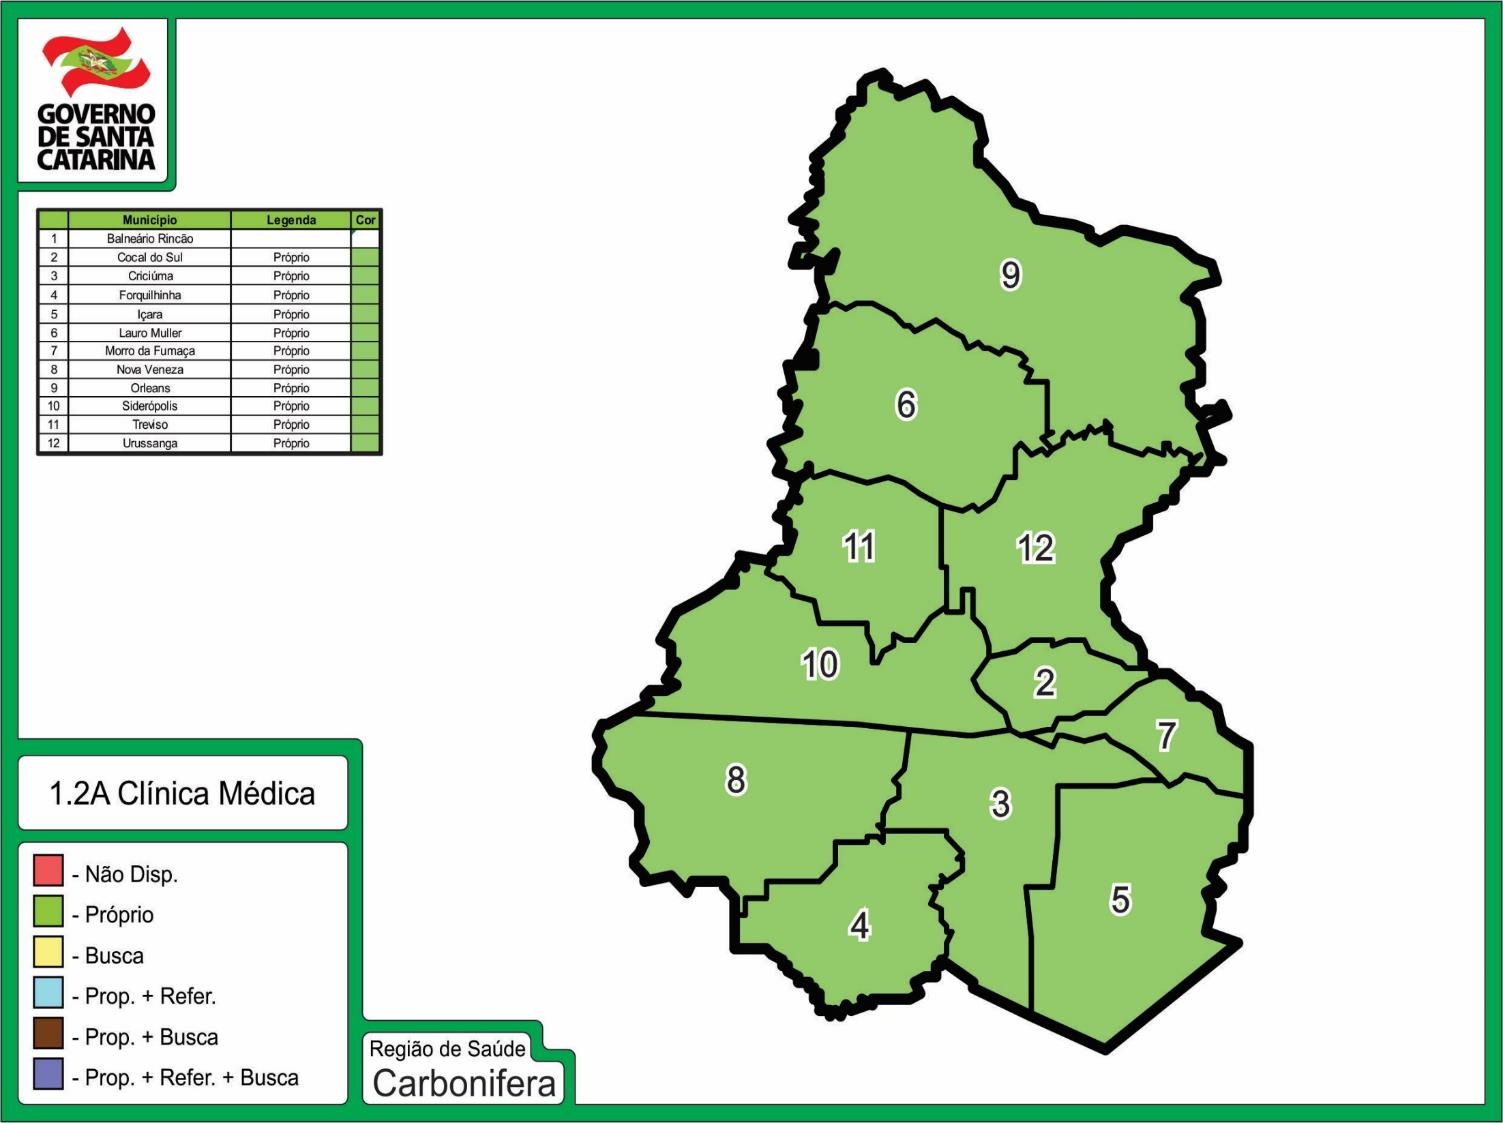 GOVERNO
DE SANTA
CATARINA
Município Legenda Cor
1 Balneário Rincão
2 Cocal do Sul Próprio
3 Criciúma Próprio
4 Forquilhinha Próprio
5 Içara Próprio
6 Lauro Muller Próprio
7 Morro da Fumaça Próprio
8 Nova Veneza Próprio
9 Orleans Próprio
10 Siderópolis Próprio
11 Treviso Próprio
12 Urussanga Próprio
9
6
11
12
10
2
7
8
3
5
4
1.2A Clínica Médica
- Não Disp.
- Próprio
- Busca
- Prop. + Refer.
- Prop. + Busca
- Prop. + Refer. + Busca
Região de Saúde
Carbonifera